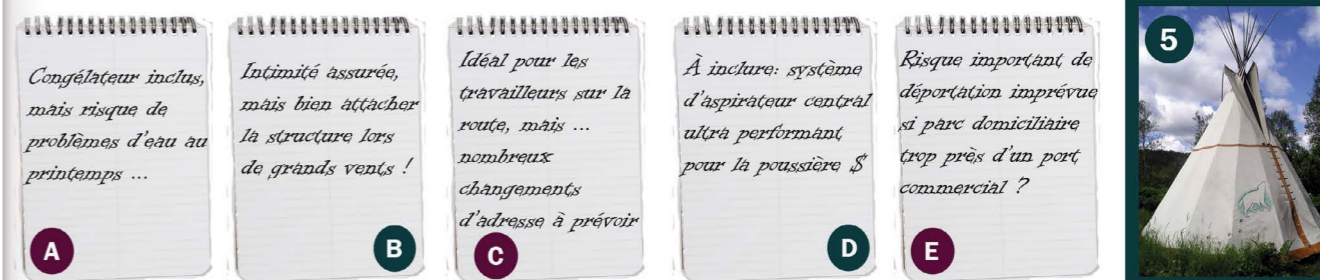 Congélateur inclus,
mais risque de
problèmes d'eau au
printemps ...
A
Intimité assurée,
mais bien attacher
la structure lors
de grands vents !
B
Idéal pour les
travailleurs sur la
route, mais ...
nombreux
changements
d'adresse à prévoir
C
À inclure: système
d'aspirateur central
ultra performant
pour la poussière $
D
Risque important de
déportation imprévue
si parc domiciliaire
trop près d'un port
commercial ?
E
5